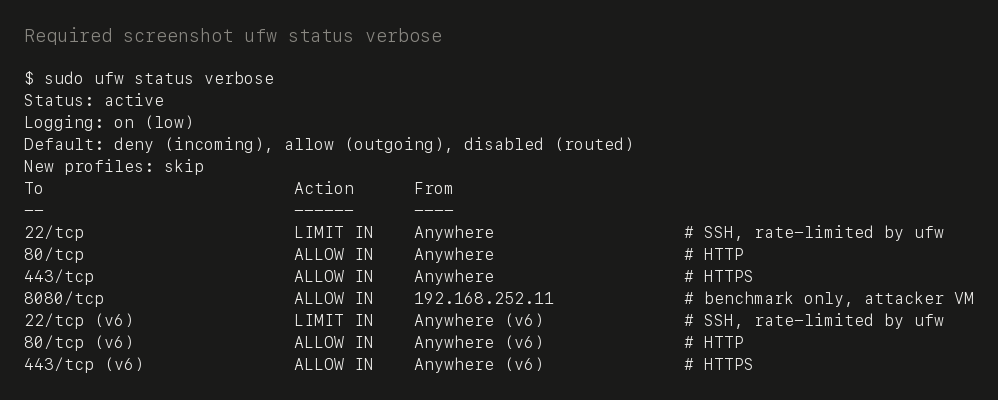 Required screenshot ufw status verbose
$ sudo ufw status verbose
Status: active
Logging: on (low)
Default: deny (incoming), allow (outgoing), disabled (routed)
New profiles: skip
To                         Action      From
--                         ------      ----
22/tcp                     LIMIT IN    Anywhere                   # SSH, rate-limited by ufw
80/tcp                     ALLOW IN    Anywhere                   # HTTP
443/tcp                    ALLOW IN    Anywhere                   # HTTPS
8080/tcp                   ALLOW IN    192.168.252.11             # benchmark only, attacker VM
22/tcp (v6)                LIMIT IN    Anywhere (v6)              # SSH, rate-limited by ufw
80/tcp (v6)                ALLOW IN    Anywhere (v6)              # HTTP
443/tcp (v6)               ALLOW IN    Anywhere (v6)              # HTTPS